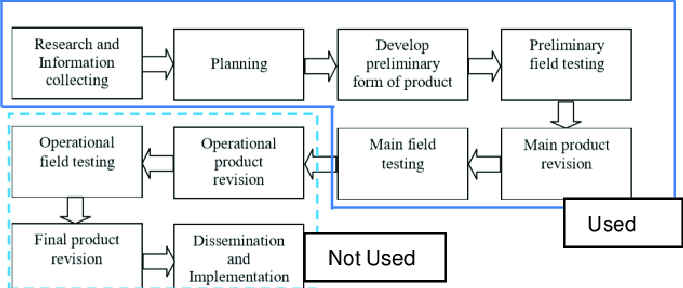 Research and
Information
collecting
Planning
Develop
preliminary
form of product
Preliminary
field testing
Operational
field testing
Operational
product
revision
Main field
testing
Main product
revision
Used
Final product
revision
Dissemination
and
Implementation
Not Used